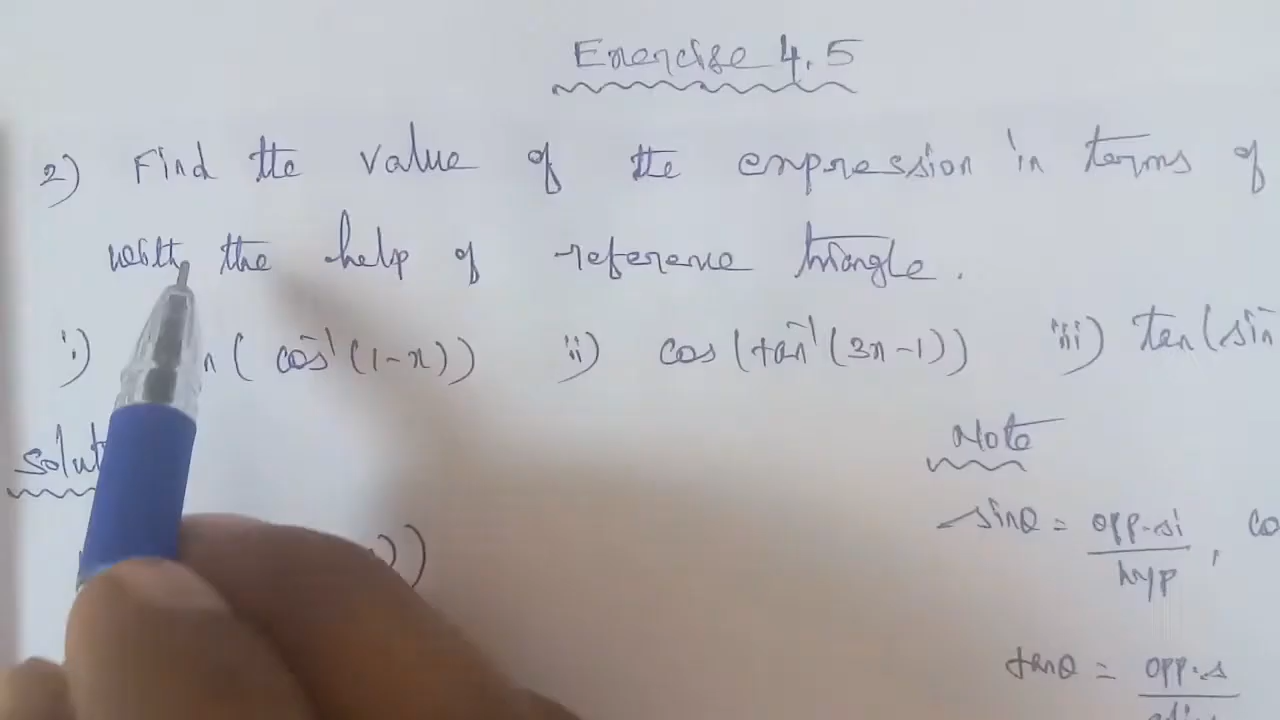 Exercise 4.5
2) Find the value of the expression in terms of
with the help of reference triangle.
i) n(cos⁻¹(1-x)) ii) cos(tan⁻¹(3x-1)) iii) tan(sin⁻
Solut
Note
sinθ = opp.si/hyp, co
))
tanθ = opp.s